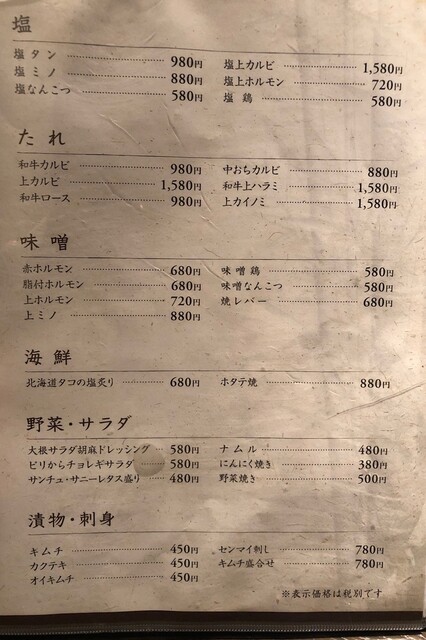 塩
塩タン 980円
塩ミノ 880円
塩なんこつ 580円
塩上カルビ 1,580円
塩上ホルモン 720円
塩鶏 580円
たれ
和牛カルビ 980円
上カルビ 1,580円
和牛ロース 980円
中おちカルビ 880円
和牛上ハラミ 1,580円
上カイノミ 1,580円
味噌
赤ホルモン 680円
脂付ホルモン 680円
上ホルモン 720円
上ミノ 880円
味噌鶏 580円
味噌なんこつ 580円
焼レバー 680円
海鮮
北海道タコの塩炙り 680円
ホタテ焼 880円
野菜・サラダ
大根サラダ胡麻ドレッシング 580円
ピリからチョレギサラダ 580円
サンチュ・サニーレタス盛り 480円
ナムル 480円
にんにく焼き 380円
野菜焼き 500円
漬物・刺身
キムチ 450円
カクテキ 450円
オイキムチ 450円
センマイ刺し 780円
キムチ盛合せ 780円
※表示価格は税別です